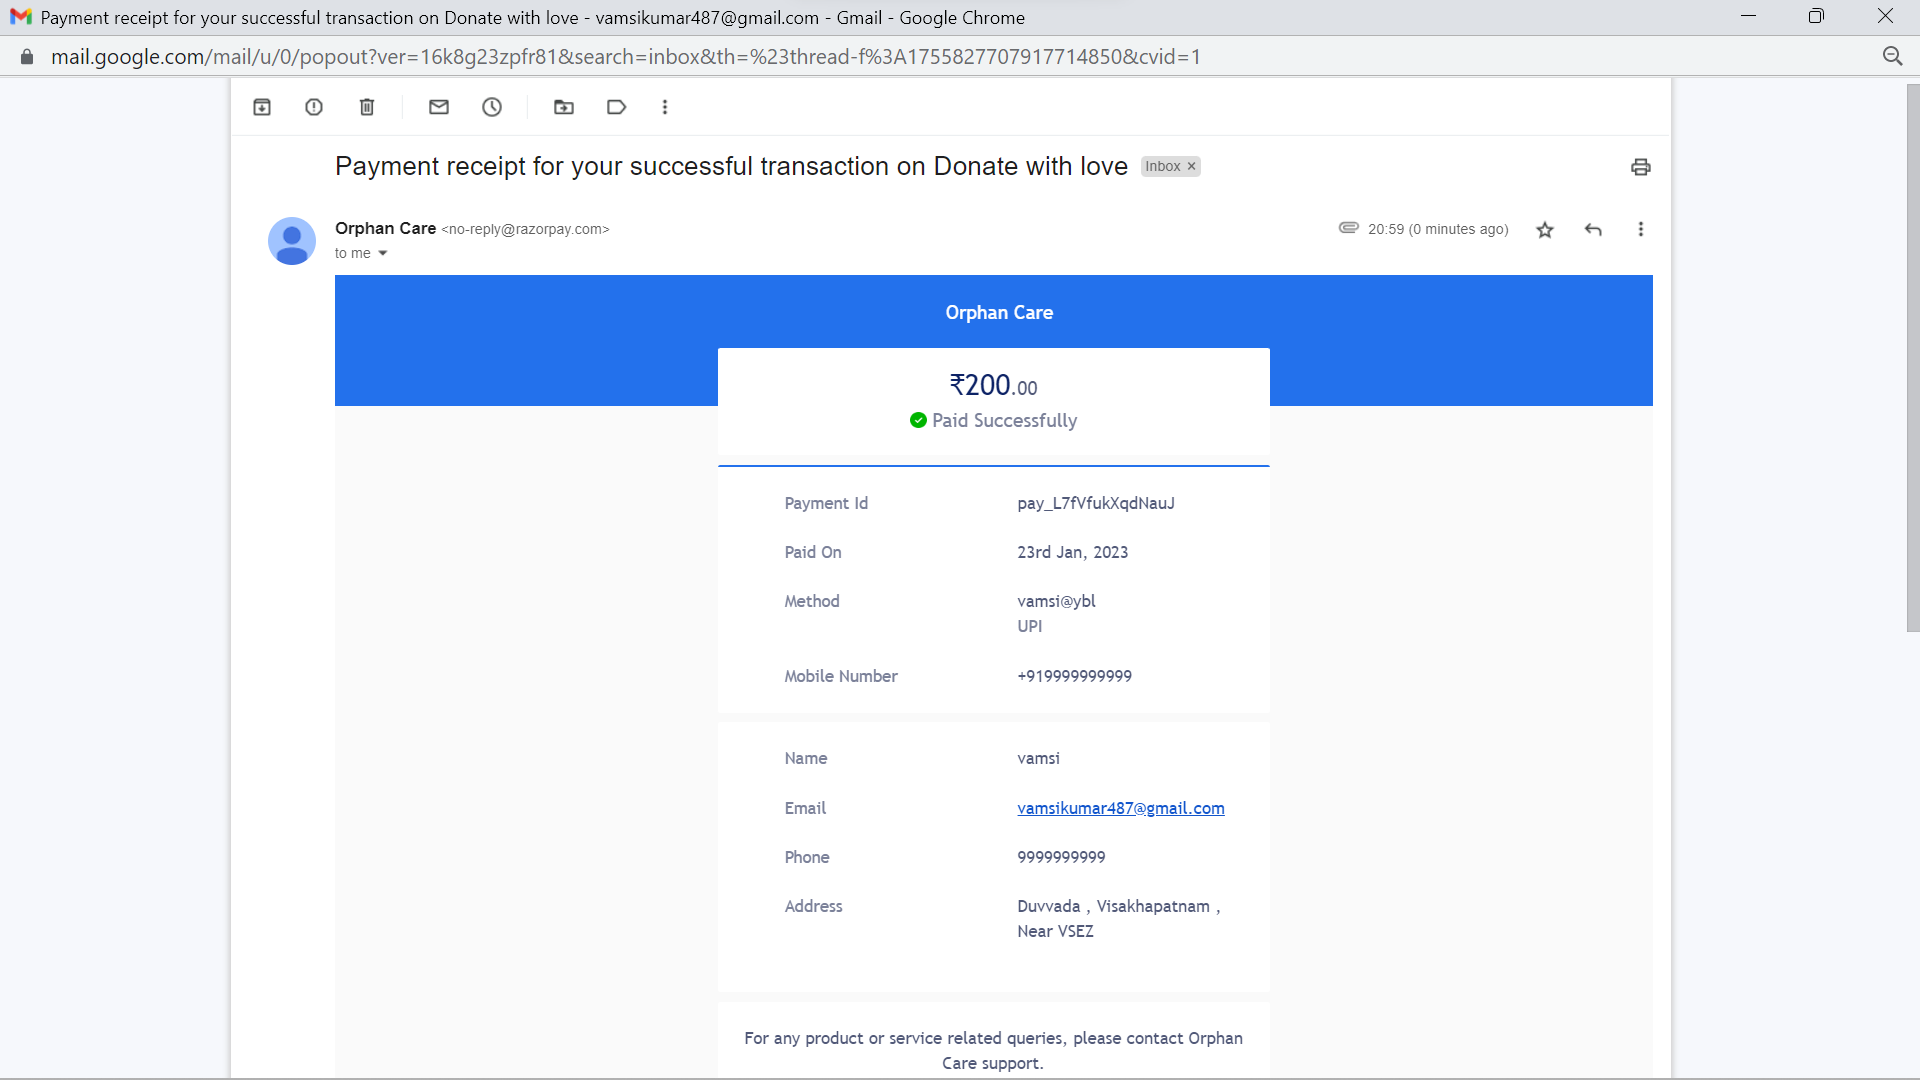 Payment receipt for your successful transaction on Donate with love - vamsikumar487@gmail.com - Gmail - Google Chrome
mail.google.com/mail/u/0/popout?ver=16k8g23zpfr81&search=inbox&th=%23thread-f%3A1755827707917714850&cvid=1
Payment receipt for your successful transaction on Donate with love Inbox ×
Orphan Care <no-reply@razorpay.com> 20:59 (0 minutes ago)
to me
Orphan Care
₹200.00
Paid Successfully
Payment Id pay_L7fVfukXqdNauJ
Paid On 23rd Jan, 2023
Method vamsi@ybl
UPI
Mobile Number +919999999999
Name vamsi
Email vamsikumar487@gmail.com
Phone 9999999999
Address Duvvada , Visakhapatnam ,
Near VSEZ
For any product or service related queries, please contact Orphan
Care support.